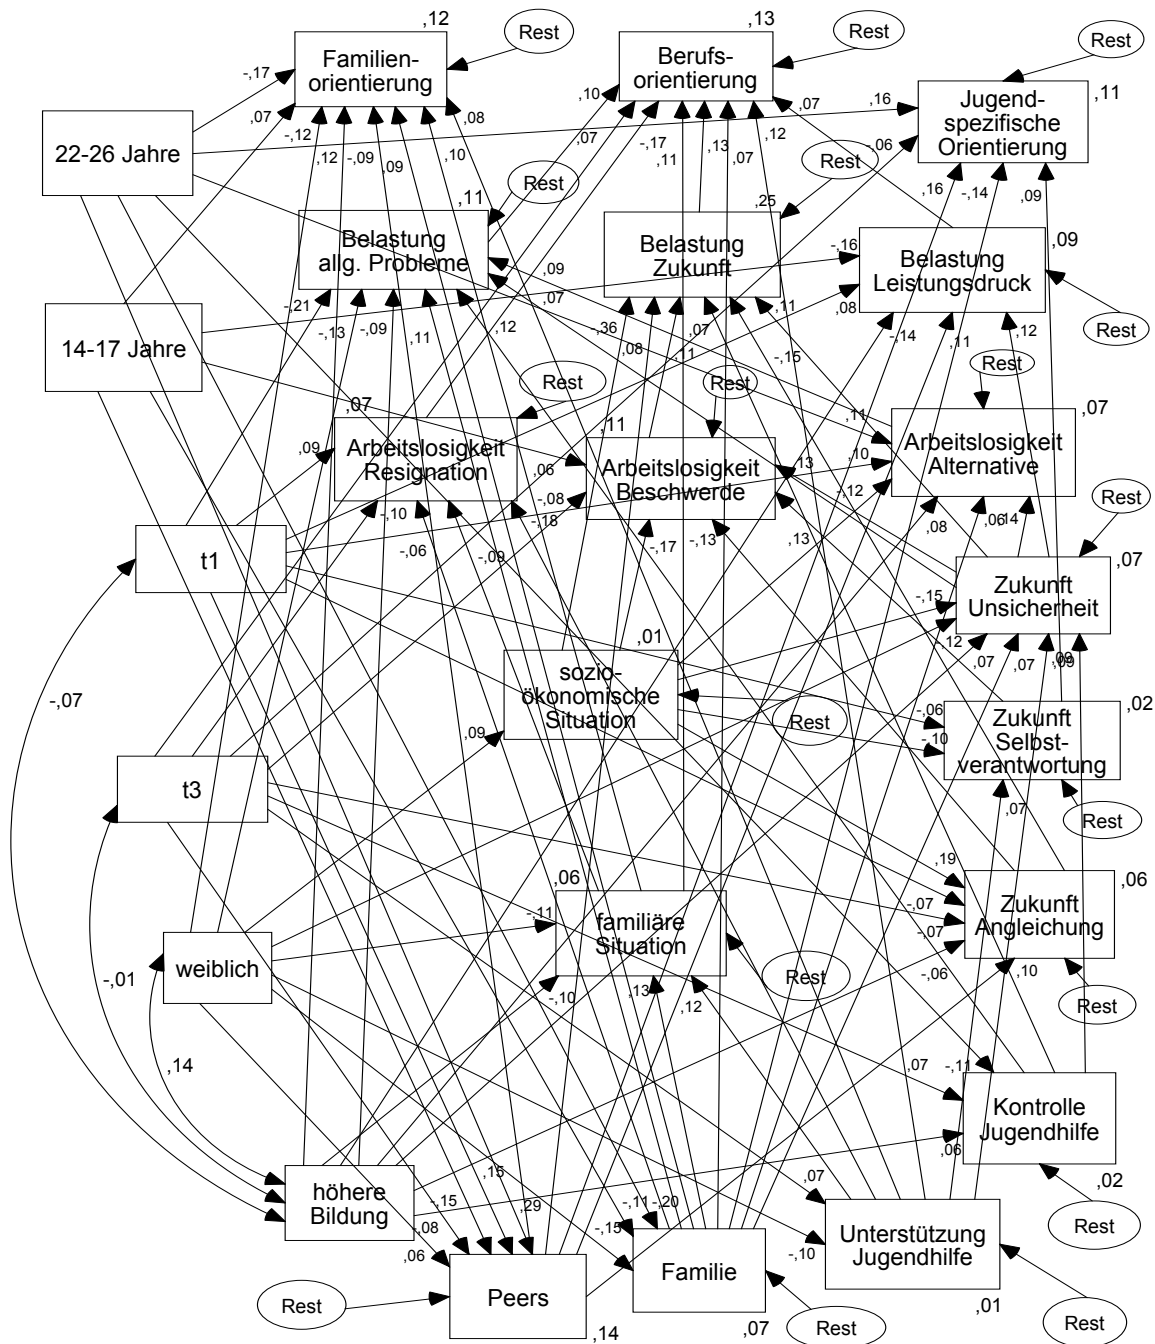 ,12
Rest
Familien-
orientierung
-,17
,07
-,12
,12
-,09
,09
,10
,08
,13
Rest
Berufs-
orientierung
,10
,07
-,17
,11
,13
,07
,12
,07
Rest
,11
Jugend-
spezifische
Orientierung
,16
-,06
,16
-,14
,09
22-26 Jahre
,11
Rest
Belastung
allg. Probleme
,09
,07
-,21
-,13
-,09
,11
,12
Rest
,25
Belastung
Zukunft
-,36
,08
,11
,07
-,15
,11
,09
Belastung
Leistungsdruck
-,16
,08
-,14
,11
,12
Rest
14-17 Jahre
Rest
,07
Arbeitslosigkeit
Resignation
,09
-,10
-,06
-,09
-,18
Rest
,11
Arbeitslosigkeit
Beschwerde
,06
-,08
-,17
-,13
,13
,13
Rest
,07
Arbeitslosigkeit
Alternative
,11
,10
-,12
,08
,06
,14
Rest
,07
Zukunft
Unsicherheit
-,15
,12
,07
,07
,09
,09
t1
,01
sozio-
ökonomische
Situation
,09
Rest
,02
Zukunft
Selbst-
verantwortung
-,06
-,10
,07
Rest
-,07
t3
,06
Zukunft
Angleichung
,19
-,07
-,07
-,06
,10
Rest
,06
familiäre
Situation
-,11
-,10
,13
,12
Rest
weiblich
-,01
,14
Kontrolle
Jugendhilfe
,07
-,11
,06
,02
Rest
höhere
Bildung
Unterstützung
Jugendhilfe
,07
-,10
,01
Rest
Peers
,06
-,08
-,15
,15
,29
,14
Rest
Familie
-,15
-,11
-,20
,07
Rest